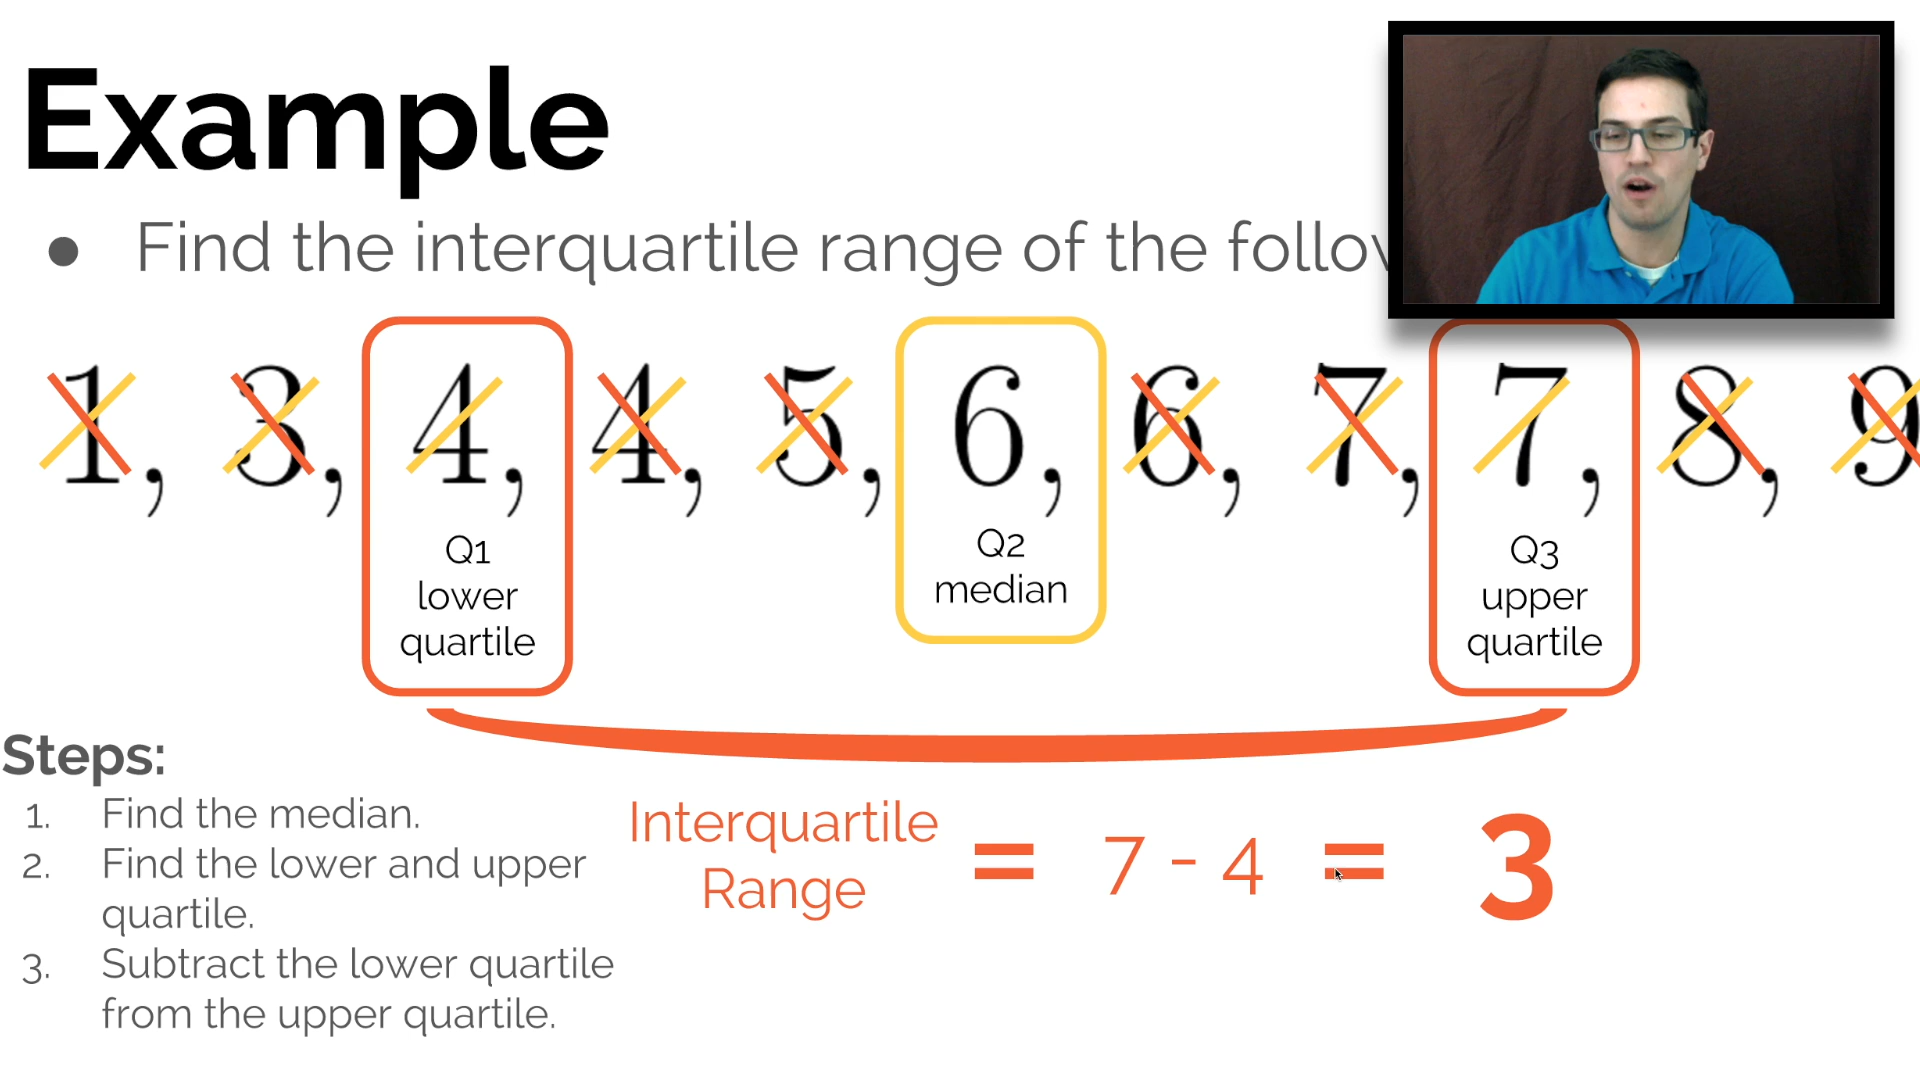 Example
● Find the interquartile range of the follow
1, 3, 4, 4, 5, 6, 6, 7, 7, 8, 9
Q1
lower
quartile
Q2
median
Q3
upper
quartile
Steps:
1. Find the median.
2. Find the lower and upper
quartile.
3. Subtract the lower quartile
from the upper quartile.
Interquartile
Range
= 7 - 4 = 3